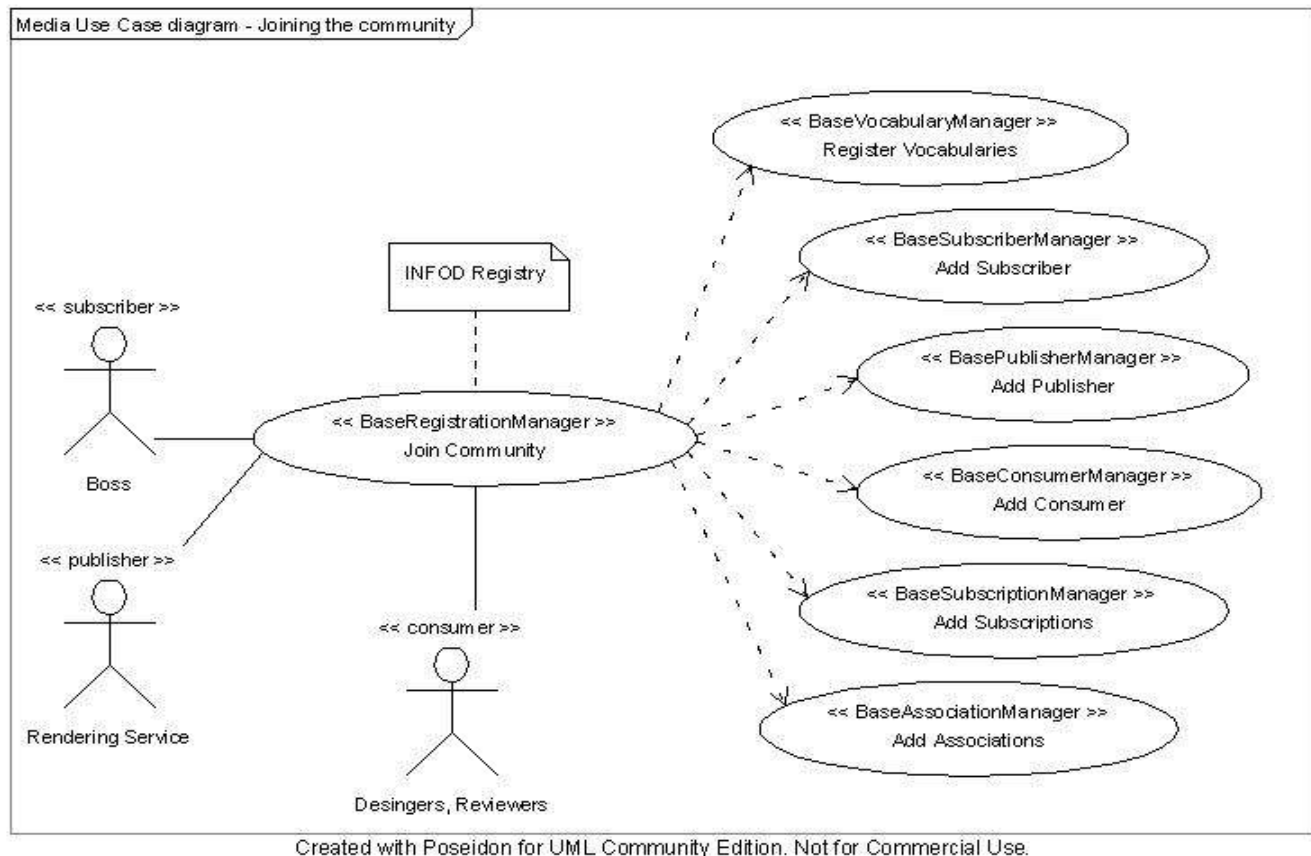 Media Use Case diagram - Joining the community
<< BaseVocabularyManager >>
Register Vocabularies
<< BaseSubscriberManager >>
Add Subscriber
INFOD Registry
<< subscriber >>
Boss
<< BasePublisherManager >>
Add Publisher
<< BaseRegistrationManager >>
Join Community
<< BaseConsumerManager >>
Add Consumer
<< publisher >>
Rendering Service
<< consumer >>
Desingers, Reviewers
<< BaseSubscriptionManager >>
Add Subscriptions
<< BaseAssociationManager >>
Add Associations
Created with Poseidon for UML Community Edition. Not for Commercial Use.